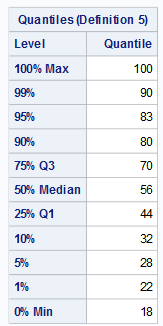 Quantiles (Definition 5)
Level Quantile
100% Max 100
99% 90
95% 83
90% 80
75% Q3 70
50% Median 56
25% Q1 44
10% 32
5% 28
1% 22
0% Min 18